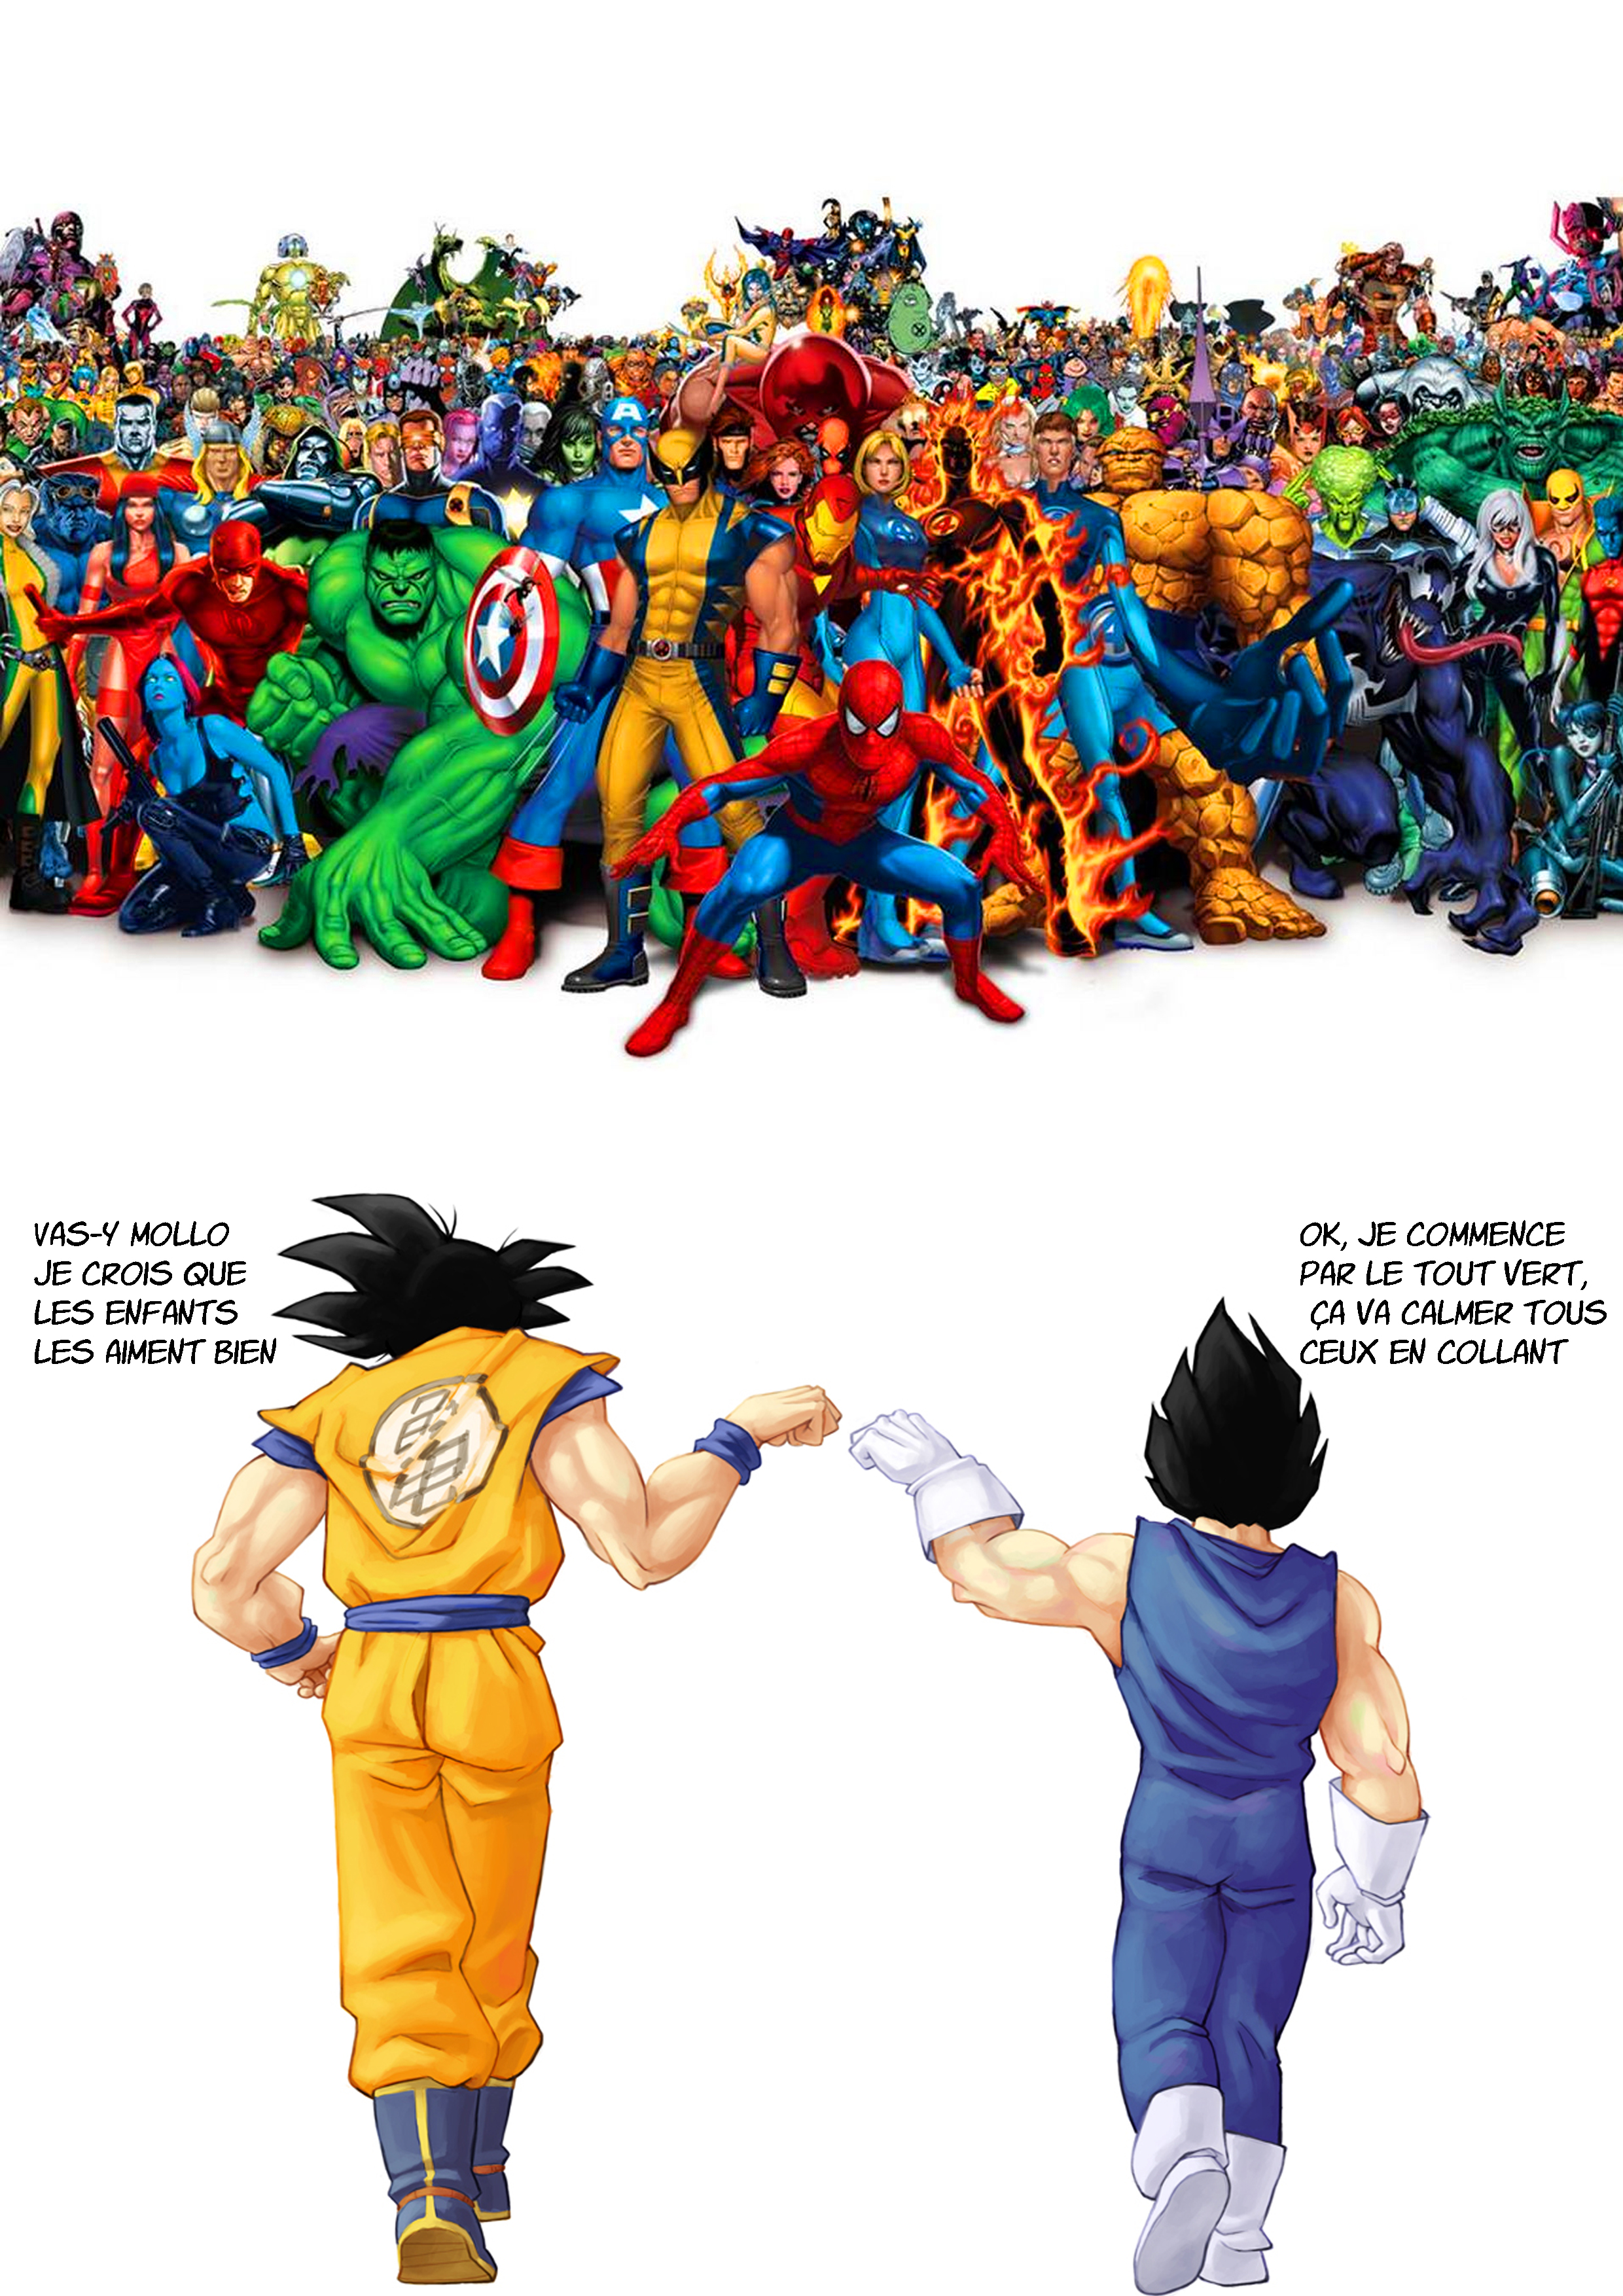 VAS-Y MOLLO
JE CROIS QUE
LES ENFANTS
LES AIMENT BIEN
OK, JE COMMENCE
PAR LE TOUT VERT,
ÇA VA CALMER TOUS
CEUX EN COLLANT